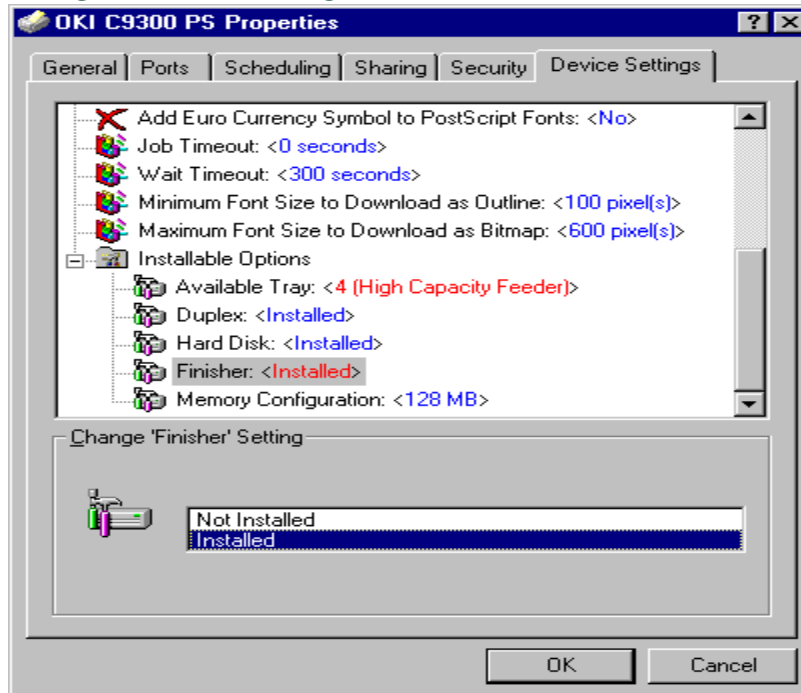 OKI C9300 PS Properties
General Ports Scheduling Sharing Security Device Settings
Add Euro Currency Symbol to PostScript Fonts: <No>
Job Timeout: <0 seconds>
Wait Timeout: <300 seconds>
Minimum Font Size to Download as Outline: <100 pixel(s)>
Maximum Font Size to Download as Bitmap: <600 pixel(s)>
Installable Options
Available Tray: <4 (High Capacity Feeder)>
Duplex: <Installed>
Hard Disk: <Installed>
Finisher: <Installed>
Memory Configuration: <128 MB>
Change 'Finisher' Setting
Not Installed
Installed
OK Cancel